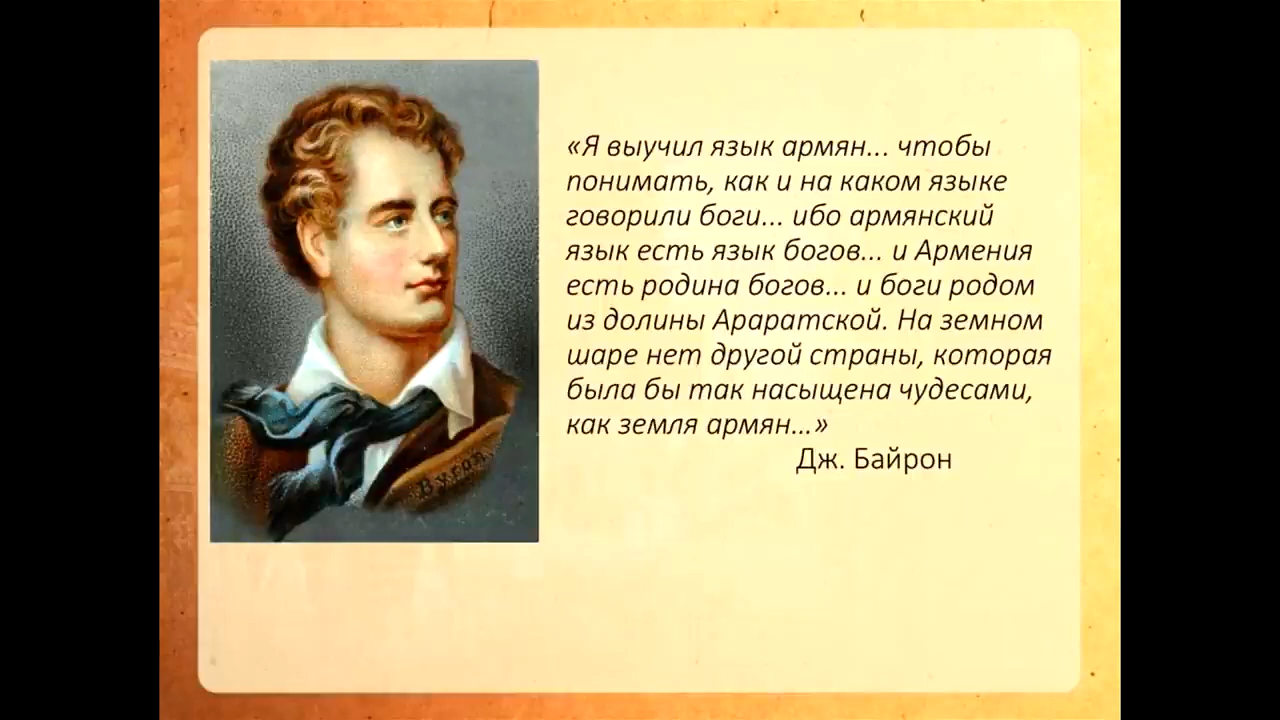 «Я выучил язык армян... чтобы
понимать, как и на каком языке
говорили боги... ибо армянский
язык есть язык богов... и Армения
есть родина богов... и боги родом
из долины Араратской. На земном
шаре нет другой страны, которая
была бы так насыщена чудесами,
как земля армян...»
Дж. Байрон
Byron